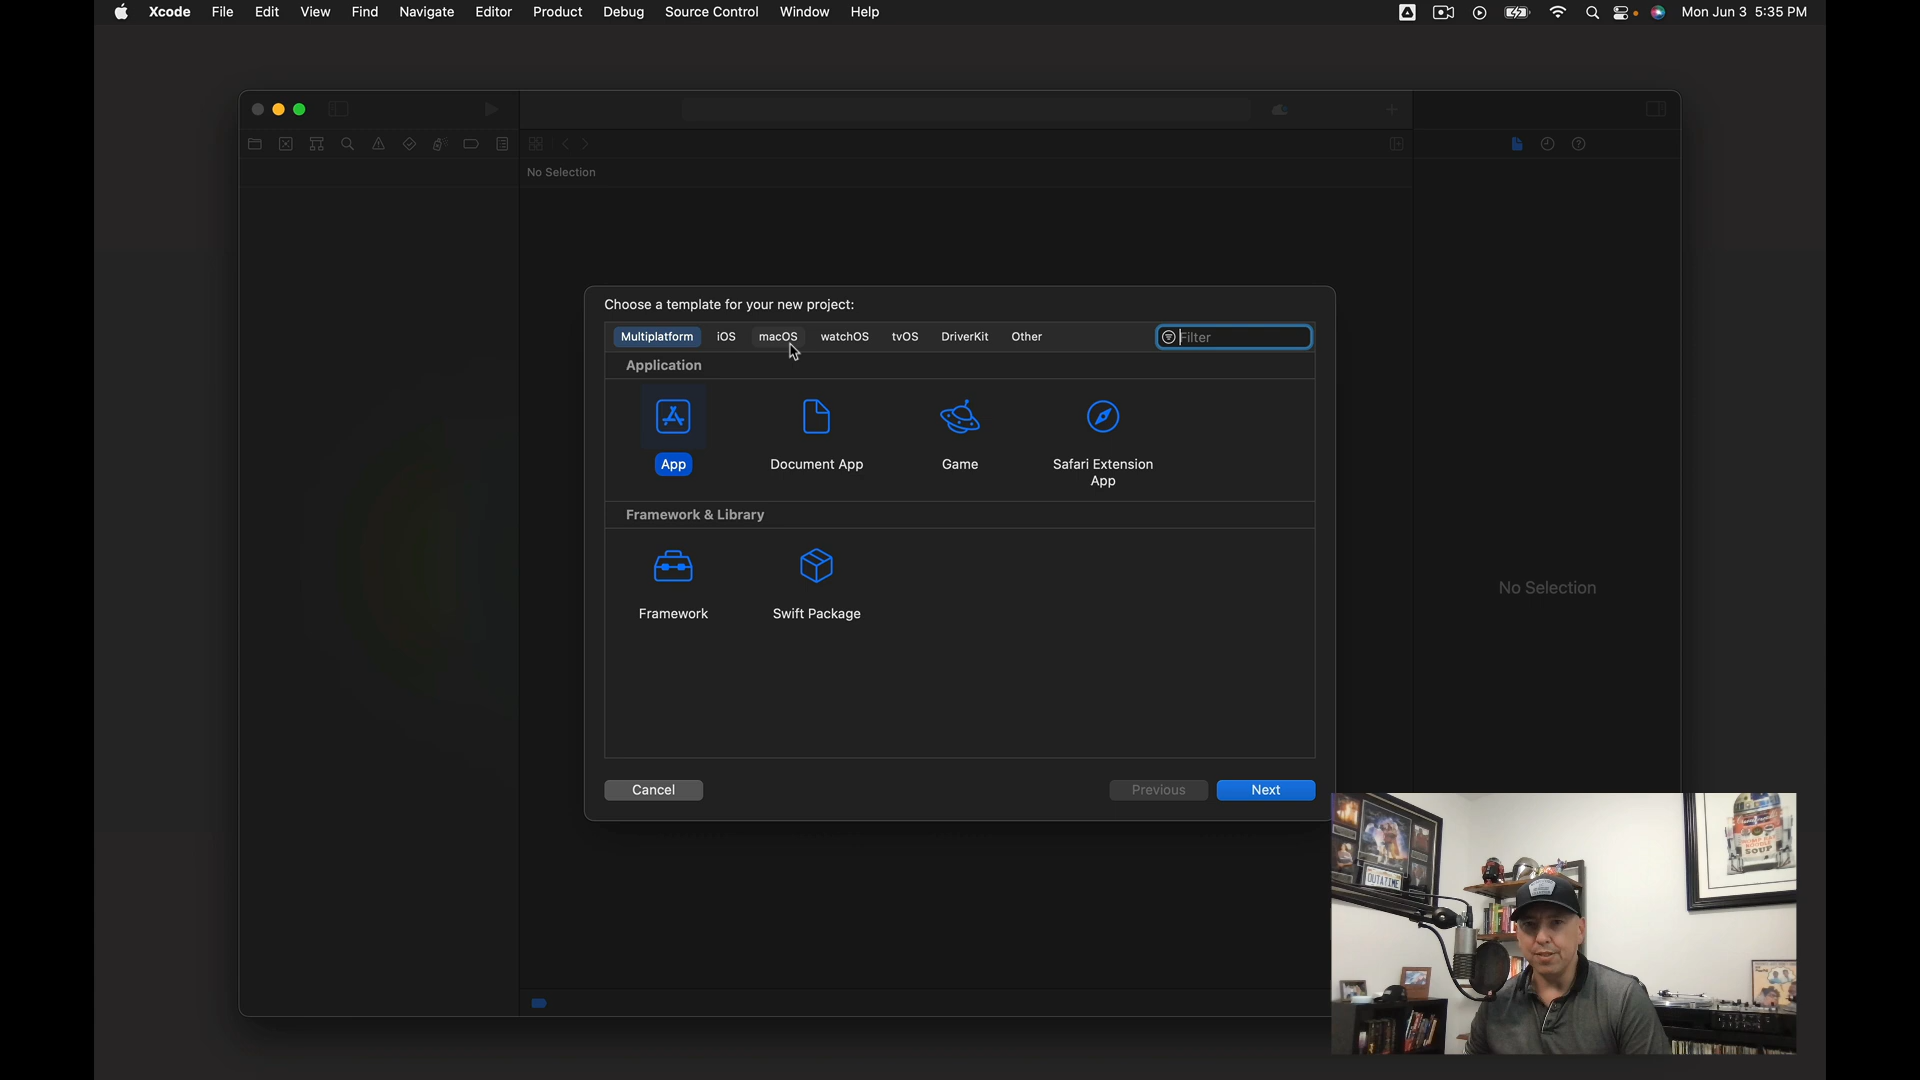 Xcode File Edit View Find Navigate Editor Product Debug Source Control Window Help Mon Jun 3 5:35 PM
No Selection
Choose a template for your new project:
Multiplatform iOS macOS watchOS tvOS DriverKit Other Filter
Application
App Document App Game Safari Extension
App
Framework & Library
Framework Swift Package
No Selection
Cancel Previous Next
OUTATIME
SOUP